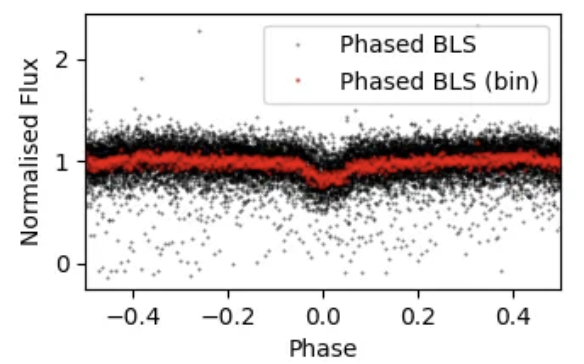 Phased BLS
Phased BLS (bin)
Normalised Flux
2
1
0
−0.4
−0.2
0.0
0.2
0.4
Phase